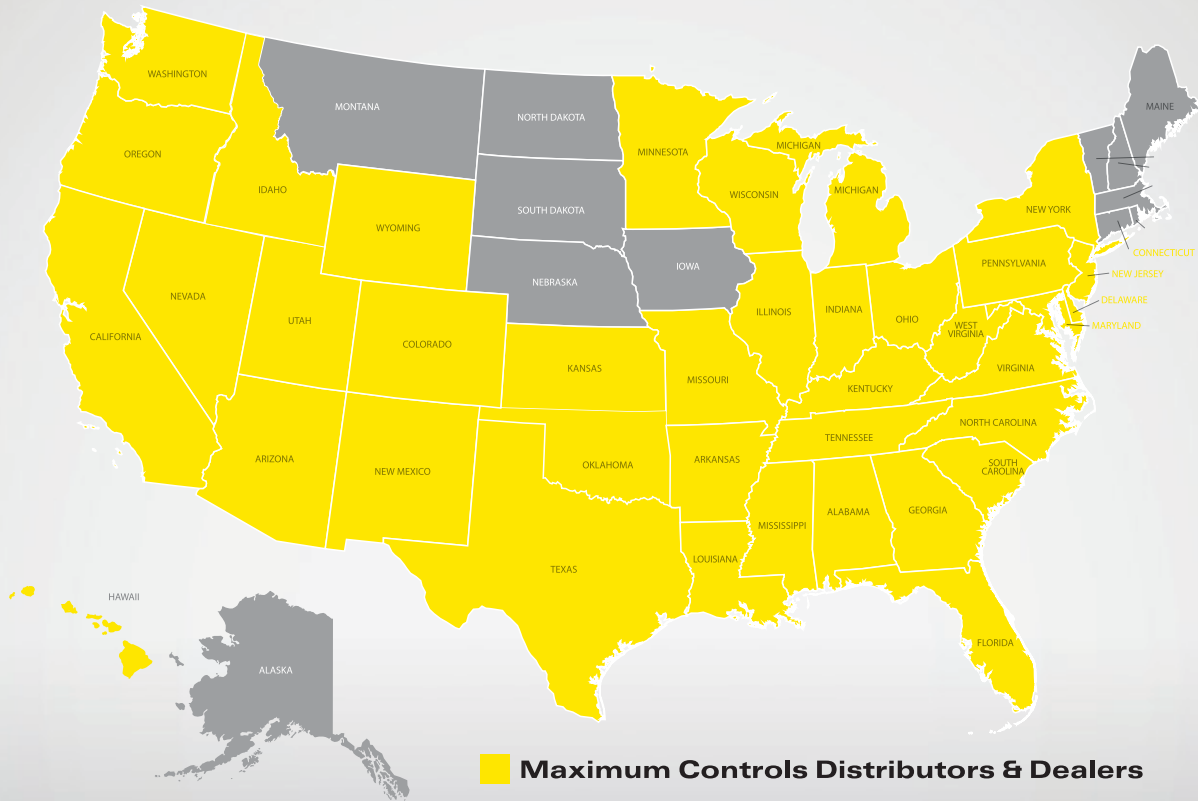 WASHINGTON
MONTANA
NORTH DAKOTA
MAINE
OREGON
IDAHO
MINNESOTA
MICHIGAN
MICHIGAN
WISCONSIN
SOUTH DAKOTA
NEW YORK
WYOMING
CONNECTICUT
PENNSYLVANIA
IOWA
NEW JERSEY
NEBRASKA
NEVADA
DELAWARE
UTAH
ILLINOIS
INDIANA
OHIO
WEST
VIRGINIA
MARYLAND
CALIFORNIA
COLORADO
KANSAS
MISSOURI
VIRGINIA
KENTUCKY
NORTH CAROLINA
TENNESSEE
ARIZONA
NEW MEXICO
OKLAHOMA
ARKANSAS
SOUTH
CAROLINA
MISSISSIPPI
ALABAMA
GEORGIA
LOUISIANA
TEXAS
HAWAII
FLORIDA
ALASKA
Maximum Controls Distributors & Dealers